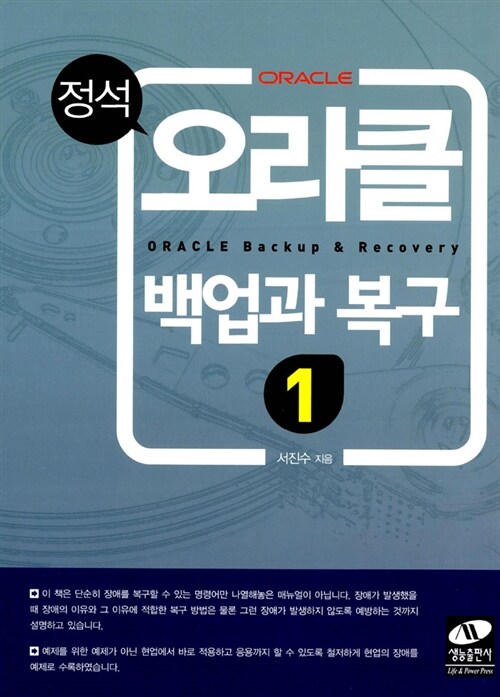 정석
ORACLE
오라클
ORACLE Backup & Recovery
백업과 복구
1
서진수 지음
이 책은 단순히 장애를 복구할 수 있는 명령어만 나열해놓은 매뉴얼이 아닙니다. 장애가 발생했을
때 장애의 이유와 그 이유에 적합한 복구 방법은 물론 그런 장애가 발생하지 않도록 예방하는 것까지
설명하고 있습니다.
예제를 위한 예제가 아닌 현업에서 바로 적용하고 응용까지 할 수 있도록 철저하게 현업의 장애를
예제로 수록하였습니다.
생능출판사
Life & Power Press